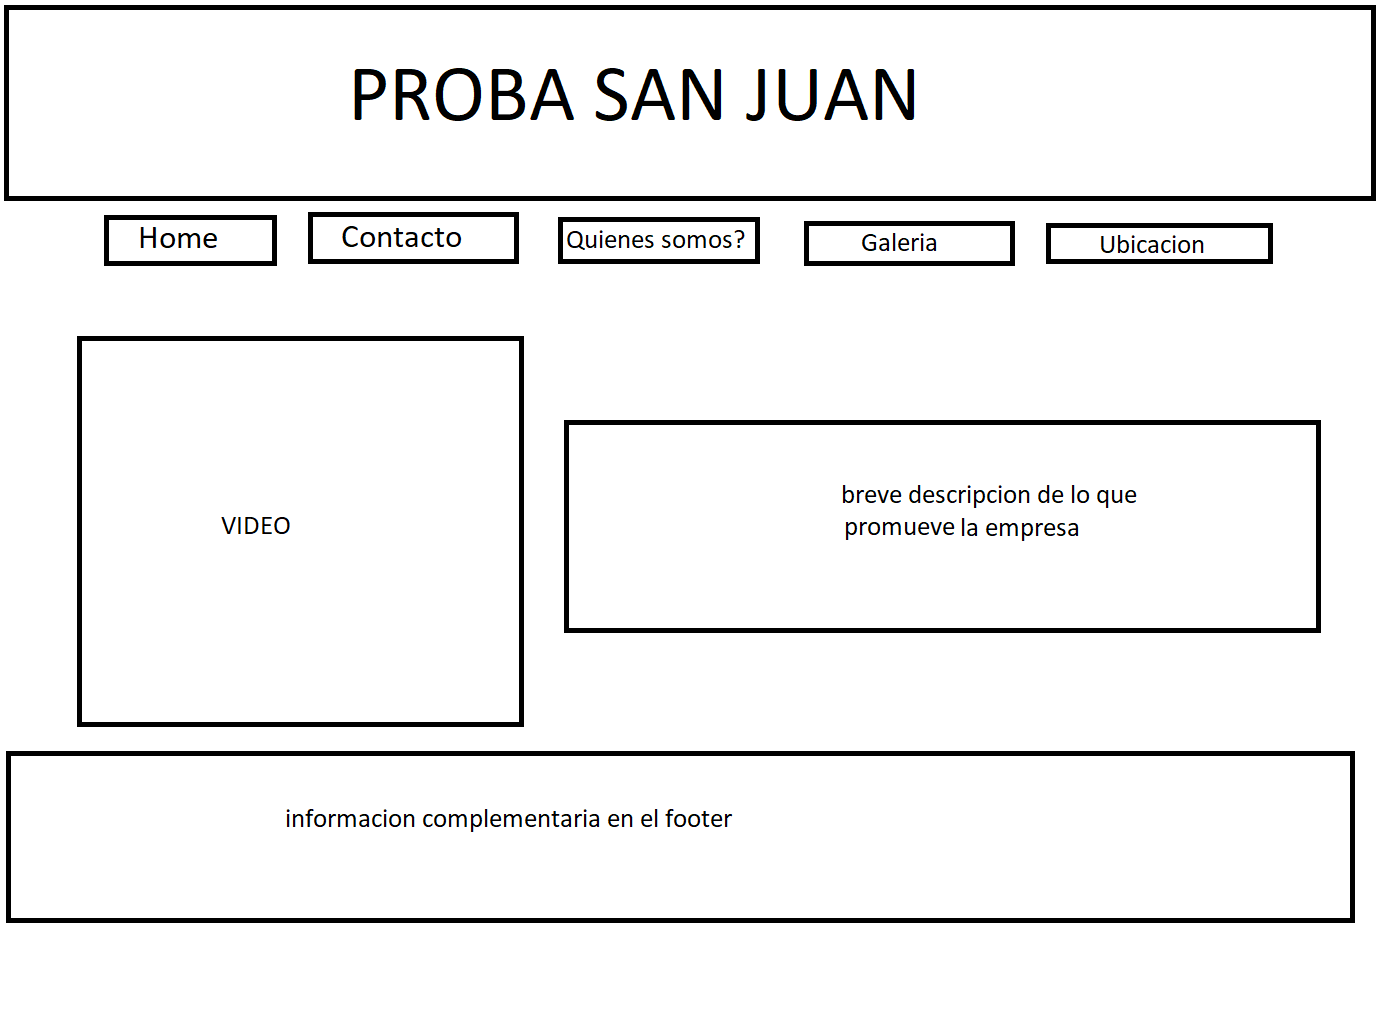 PROBA SAN JUAN
Home
Contacto
Quienes somos?
Galeria
Ubicacion
VIDEO
breve descripcion de lo que
promueve la empresa
informacion complementaria en el footer